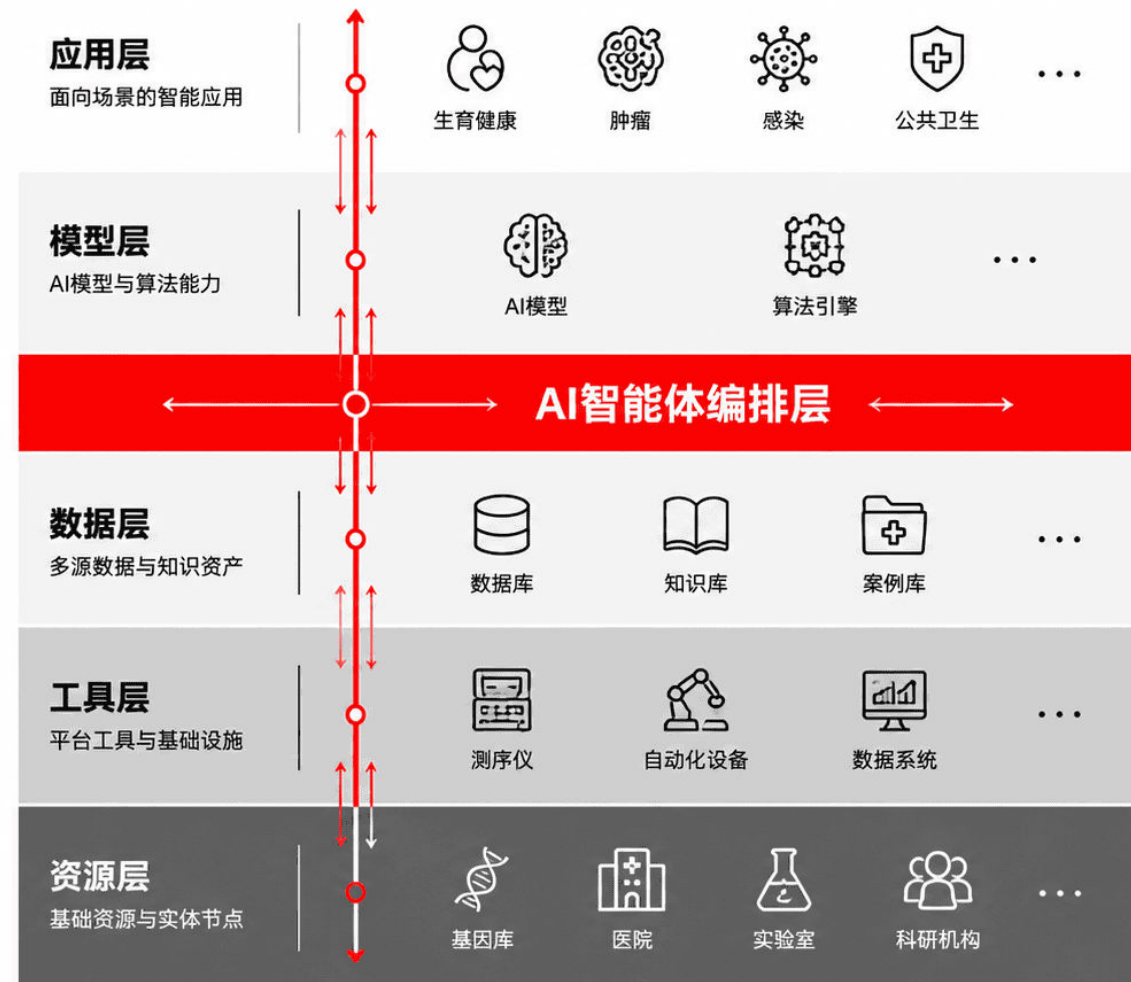 应用层
面向场景的智能应用
生育健康
肿瘤
感染
公共卫生
...
模型层
AI模型与算法能力
AI模型
算法引擎
...
AI智能体编排层
数据层
多源数据与知识资产
数据库
知识库
案例库
...
工具层
平台工具与基础设施
测序仪
自动化设备
数据系统
...
资源层
基础资源与实体节点
基因库
医院
实验室
科研机构
...